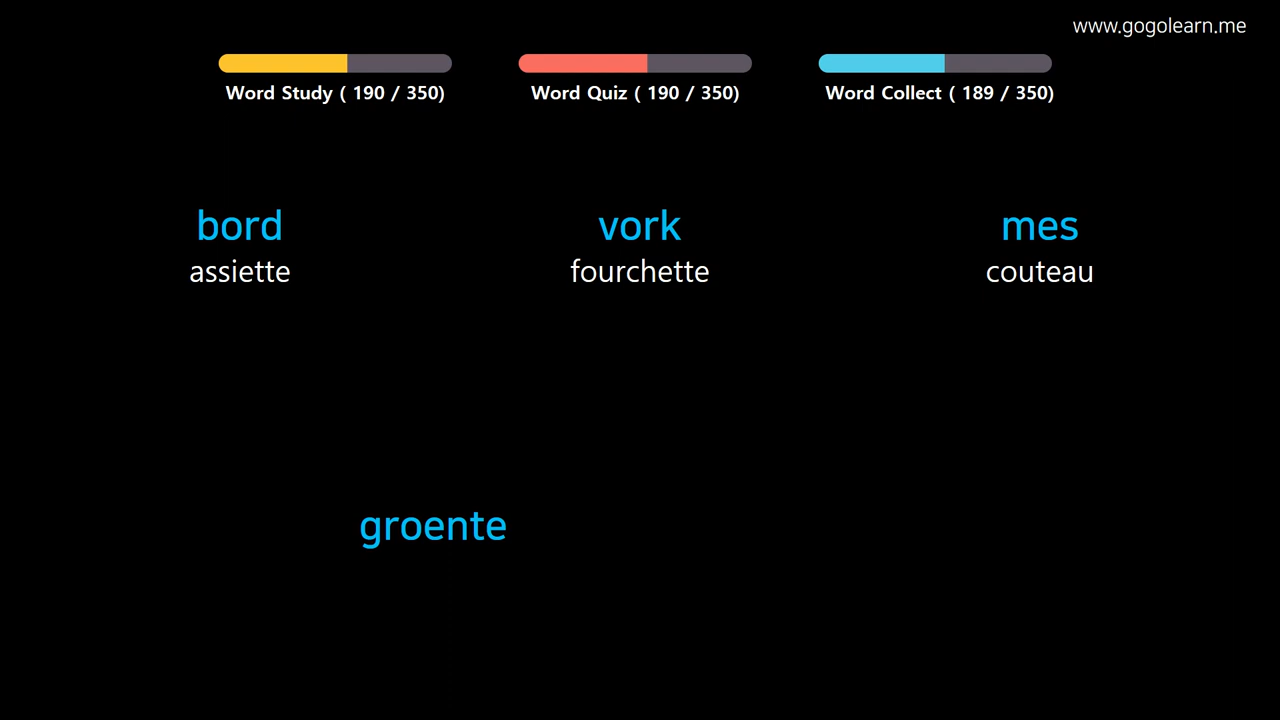 www.gogolearn.me
Word Study ( 190 / 350)
Word Quiz ( 190 / 350)
Word Collect ( 189 / 350)
bord
assiette
vork
fourchette
mes
couteau
groente